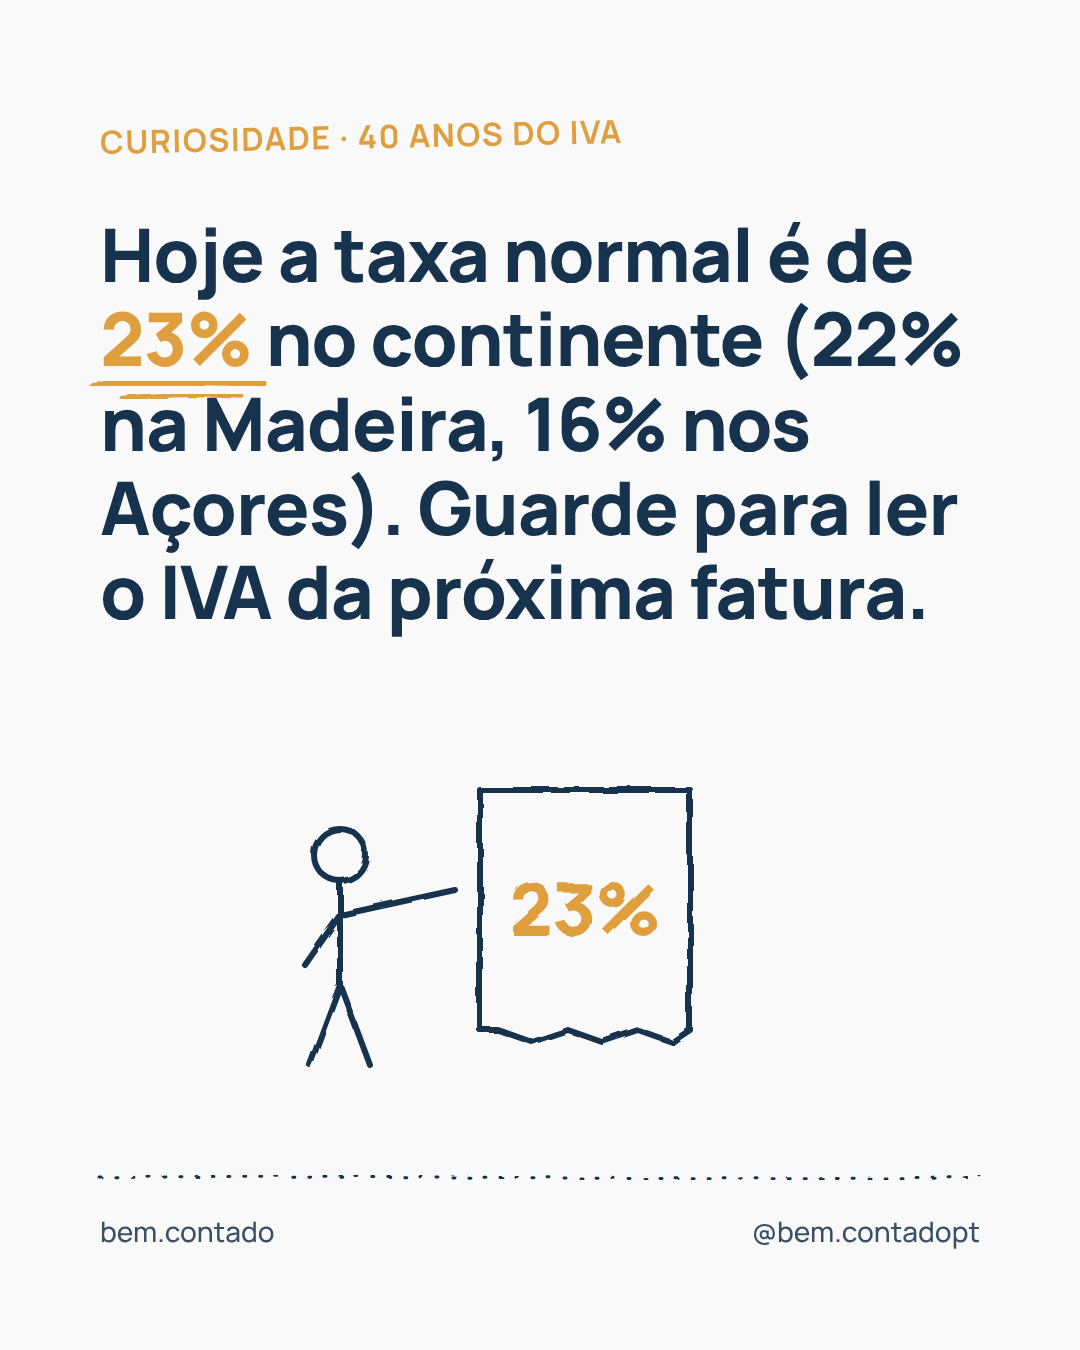 CURIOSIDADE · 40 ANOS DO IVA
Hoje a taxa normal é de
23% no continente (22%
na Madeira, 16% nos
Açores). Guarde para ler
o IVA da próxima fatura.
23%
bem.contado
@bem.contadopt